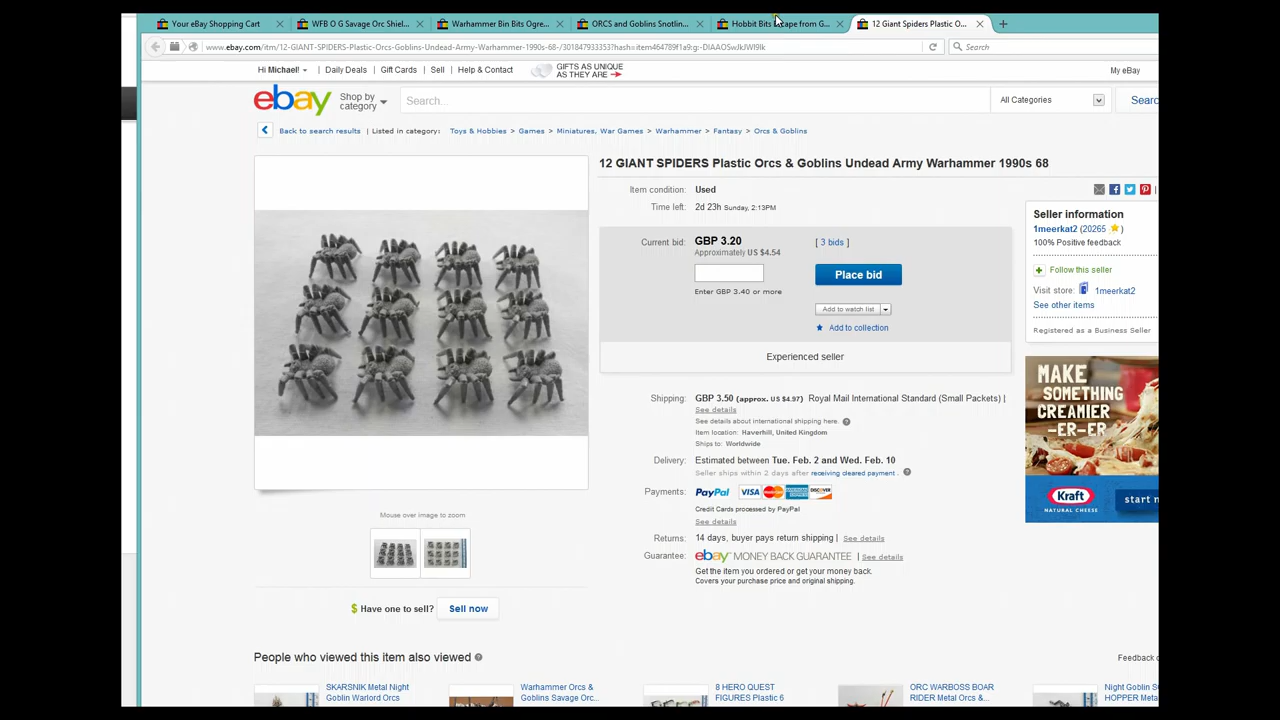 Your eBay Shopping Cart
WFB O G Savage Orc Shiel...
Warhammer Bin Bits Ogre...
ORCS and Goblins Snotlin...
Hobbit Bits Escape from G...
12 Giant Spiders Plastic O...
www.ebay.com/itm/12-GIANT-SPIDERS-Plastic-Orcs-Goblins-Undead-Army-Warhammer-1990s-68-/301847933353?hash=item464789f1a9:g:-DIAAOSwJkJWI9lk
Search
Hi Michael!
Daily Deals
Gift Cards
Sell
Help & Contact
GIFTS AS UNIQUE
AS THEY ARE
My eBay
ebay
Shop by
category
Search...
All Categories
Back to search results
Listed in category:
Toys & Hobbies > Games > Miniatures, War Games > Warhammer > Fantasy > Orcs & Goblins
12 GIANT SPIDERS Plastic Orcs & Goblins Undead Army Warhammer 1990s 68
Item condition: Used
Time left: 2d 23h Sunday, 2:13PM
Current bid: GBP 3.20 [ 3 bids ]
Approximately US $4.54
Place bid
Enter GBP 3.40 or more
Add to watch list
Add to collection
Experienced seller
Shipping: GBP 3.50 (approx. US $4.97) Royal Mail International Standard (Small Packets) |
See details
See details about international shipping here.
Item location: Haverhill, United Kingdom
Ships to: Worldwide
Delivery: Estimated between Tue. Feb. 2 and Wed. Feb. 10
Seller ships within 2 days after receiving cleared payment.
Payments: PayPal VISA
Credit Cards processed by PayPal
See details
Returns: 14 days, buyer pays return shipping | See details
Guarantee: ebay MONEY BACK GUARANTEE | See details
Get the item you ordered or get your money back.
Covers your purchase price and original shipping.
Seller information
1meerkat2 (20265 )
100% Positive feedback
Follow this seller
Visit store: 1meerkat2
See other items
Registered as a Business Seller
MAKE
SOMETHING
CREAMIER
-ER-ER
Kraft
NATURAL CHEESE
Mouse over image to zoom
$ Have one to sell? Sell now
People who viewed this item also viewed
SKARSNIK Metal Night
Goblin Warlord Orcs
Warhammer Orcs &
Goblins Savage Orc...
8 HERO QUEST
FIGURES Plastic 6
ORC WARBOSS BOAR
RIDER Metal Orcs &...